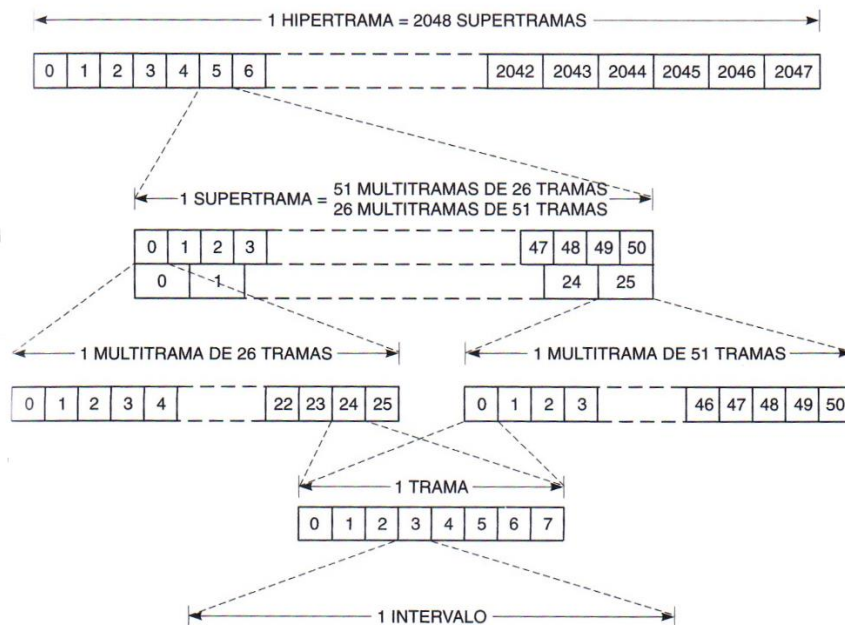 1 HIPERTRAMA = 2048 SUPERTRAMAS
0 1 2 3 4 5 6 2042 2043 2044 2045 2046 2047
1 SUPERTRAMA = 51 MULTITRAMAS DE 26 TRAMAS
26 MULTITRAMAS DE 51 TRAMAS
0 1 2 3 47 48 49 50
0 1 24 25
1 MULTITRAMA DE 26 TRAMAS 1 MULTITRAMA DE 51 TRAMAS
0 1 2 3 4 22 23 24 25 0 1 2 3 46 47 48 49 50
1 TRAMA
0 1 2 3 4 5 6 7
1 INTERVALO